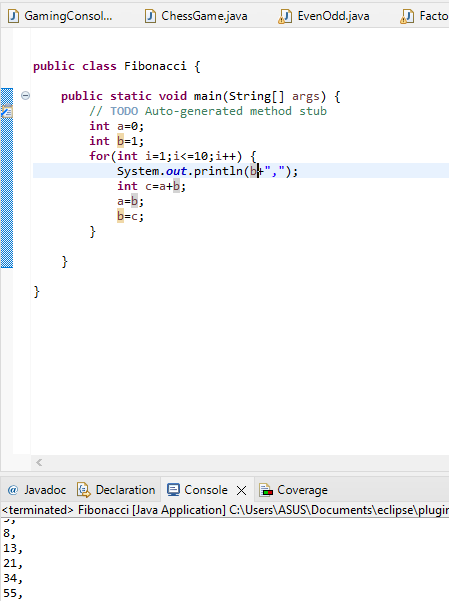 GamingConsol... ChessGame.java EvenOdd.java Facto
public class Fibonacci {
public static void main(String[] args) {
// TODO Auto-generated method stub
int a=0;
int b=1;
for(int i=1;i<=10;i++) {
System.out.println(b+",");
int c=a+b;
a=b;
b=c;
}
}
}
@ Javadoc Declaration Console Coverage
<terminated> Fibonacci [Java Application] C:\Users\ASUS\Documents\eclipse\plugin
8,
13,
21,
34,
55,